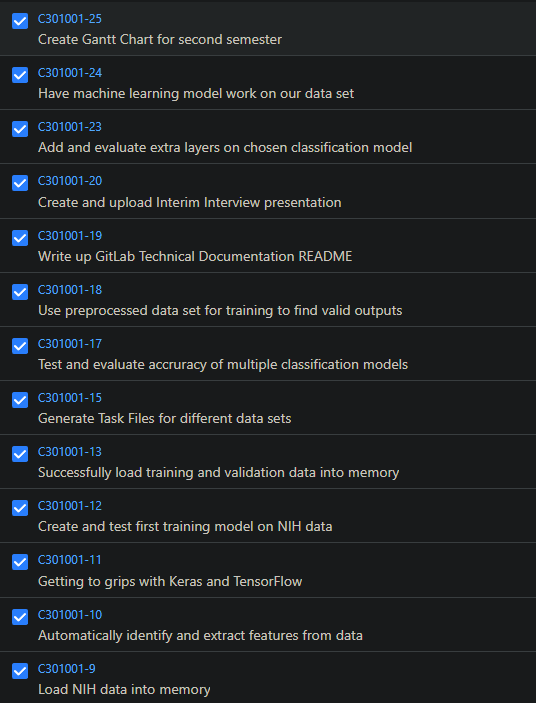 C301001-25
Create Gantt Chart for second semester
C301001-24
Have machine learning model work on our data set
C301001-23
Add and evaluate extra layers on chosen classification model
C301001-20
Create and upload Interim Interview presentation
C301001-19
Write up GitLab Technical Documentation README
C301001-18
Use preprocessed data set for training to find valid outputs
C301001-17
Test and evaluate accruracy of multiple classification models
C301001-15
Generate Task Files for different data sets
C301001-13
Successfully load training and validation data into memory
C301001-12
Create and test first training model on NIH data
C301001-11
Getting to grips with Keras and TensorFlow
C301001-10
Automatically identify and extract features from data
C301001-9
Load NIH data into memory